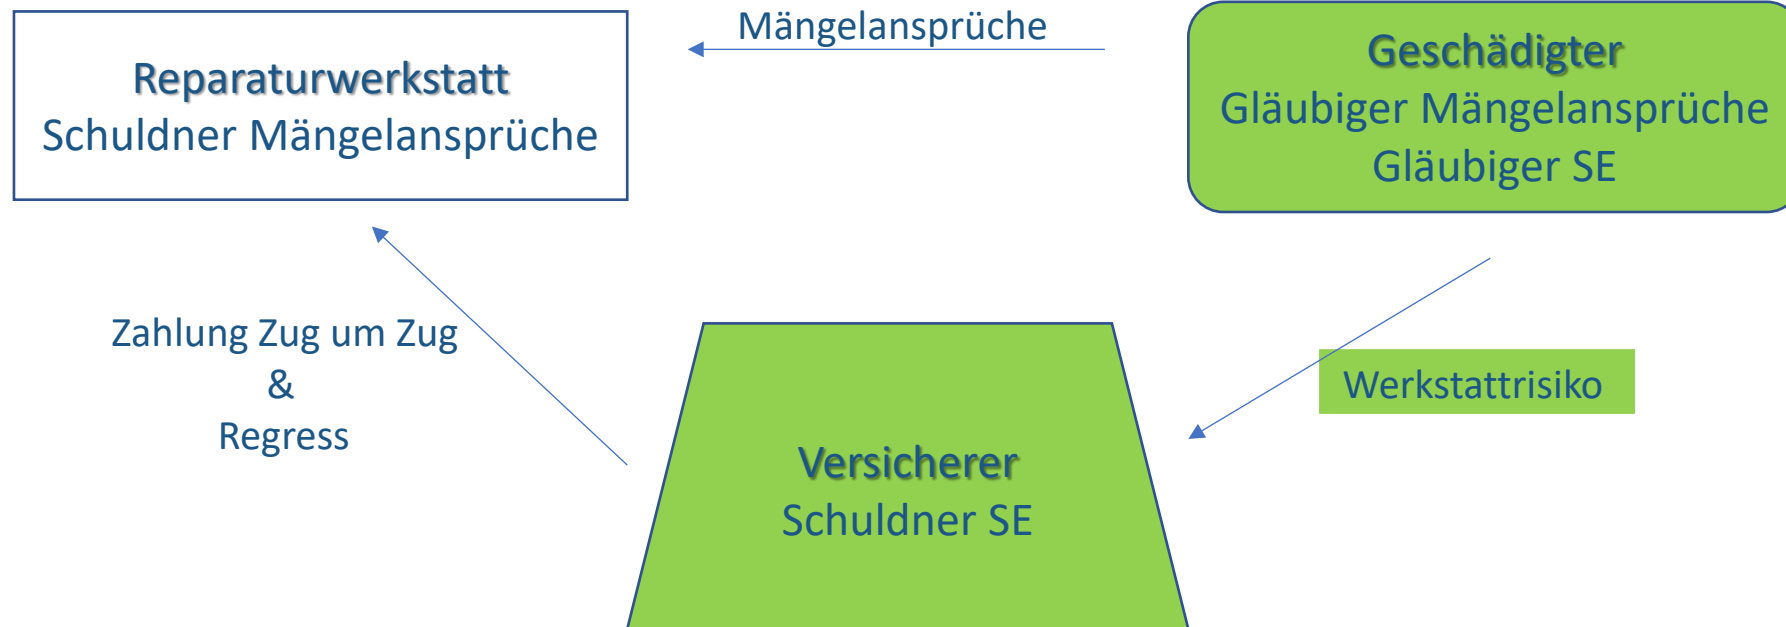 Mängelansprüche
Reparaturwerkstatt
Schuldner Mängelansprüche
Geschädigter
Gläubiger Mängelansprüche
Gläubiger SE
Zahlung Zug um Zug
&
Regress
Werkstattrisiko
Versicherer
Schuldner SE